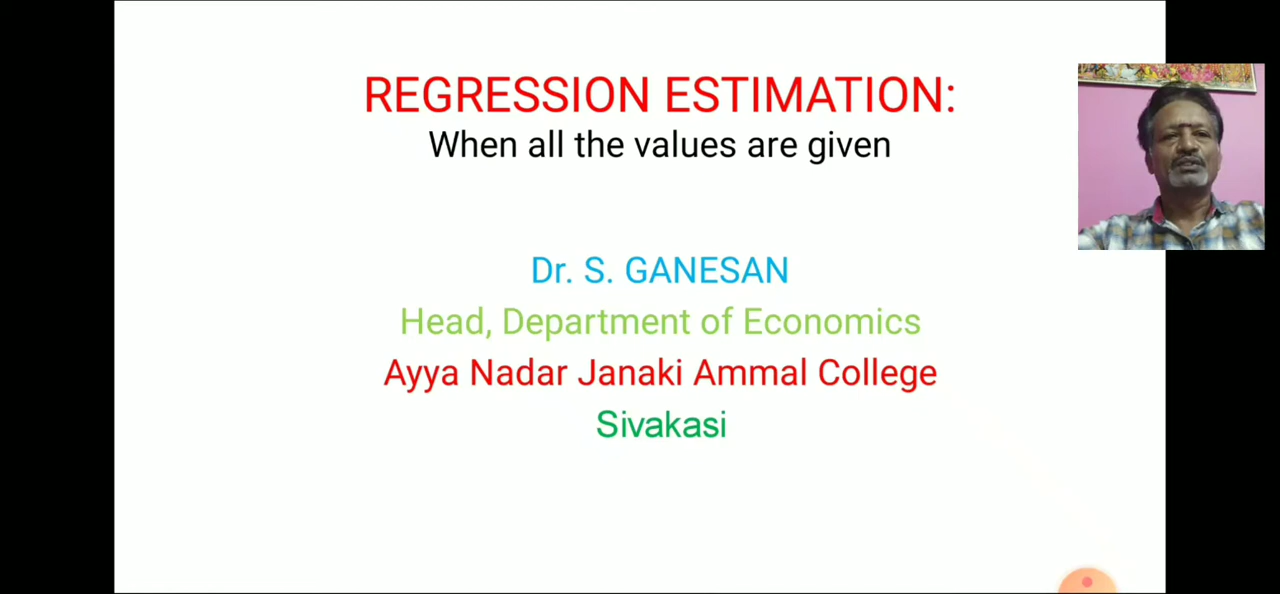 REGRESSION ESTIMATION:
When all the values are given
Dr. S. GANESAN
Head, Department of Economics
Ayya Nadar Janaki Ammal College
Sivakasi